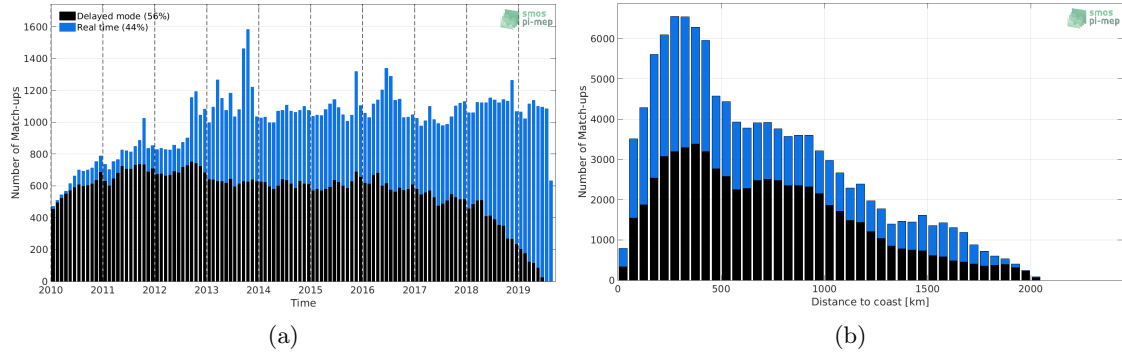 Delayed mode (56%)
Real time (44%)
smos
pi-mep
Number of Match-ups
1600
1400
1200
1000
800
600
400
200
0
2010 2011 2012 2013 2014 2015 2016 2017 2018 2019
Time
(a)
smos
pi-mep
Number of Match-ups
6000
5000
4000
3000
2000
1000
0
0 500 1000 1500 2000
Distance to coast [km]
(b)